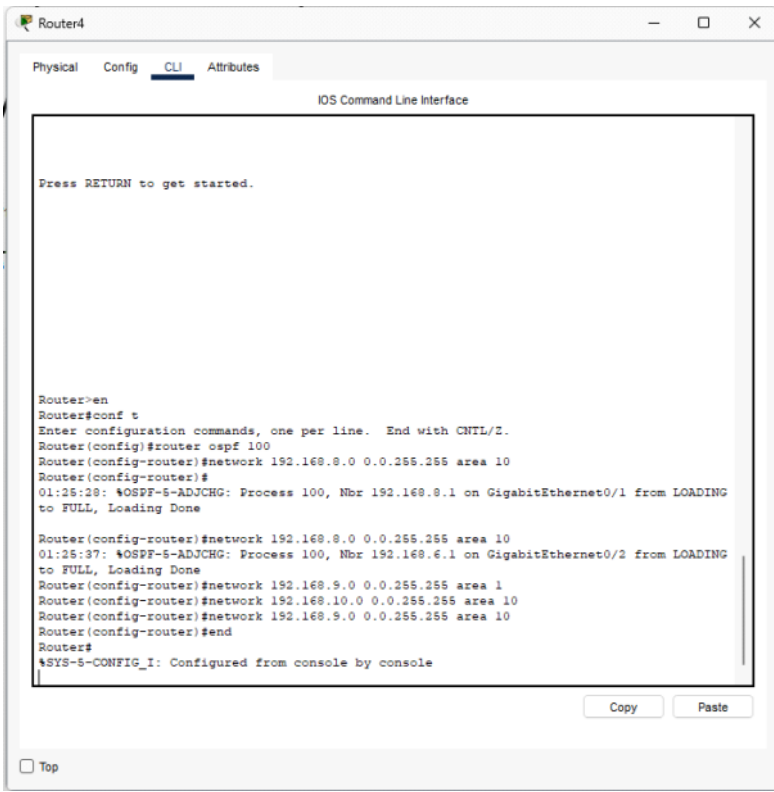 Router4
Physical Config CLI Attributes
IOS Command Line Interface
Press RETURN to get started.
Router>en
Router#conf t
Enter configuration commands, one per line.  End with CNTL/Z.
Router(config)#router ospf 100
Router(config-router)#network 192.168.8.0 0.0.255.255 area 10
Router(config-router)#
01:25:28: %OSPF-5-ADJCHG: Process 100, Nbr 192.168.8.1 on GigabitEthernet0/1 from LOADING
to FULL, Loading Done
Router(config-router)#network 192.168.8.0 0.0.255.255 area 10
01:25:37: %OSPF-5-ADJCHG: Process 100, Nbr 192.168.6.1 on GigabitEthernet0/2 from LOADING
to FULL, Loading Done
Router(config-router)#network 192.168.9.0 0.0.255.255 area 1
Router(config-router)#network 192.168.10.0 0.0.255.255 area 10
Router(config-router)#network 192.168.9.0 0.0.255.255 area 10
Router(config-router)#end
Router#
%SYS-5-CONFIG_I: Configured from console by console
Copy Paste
Top